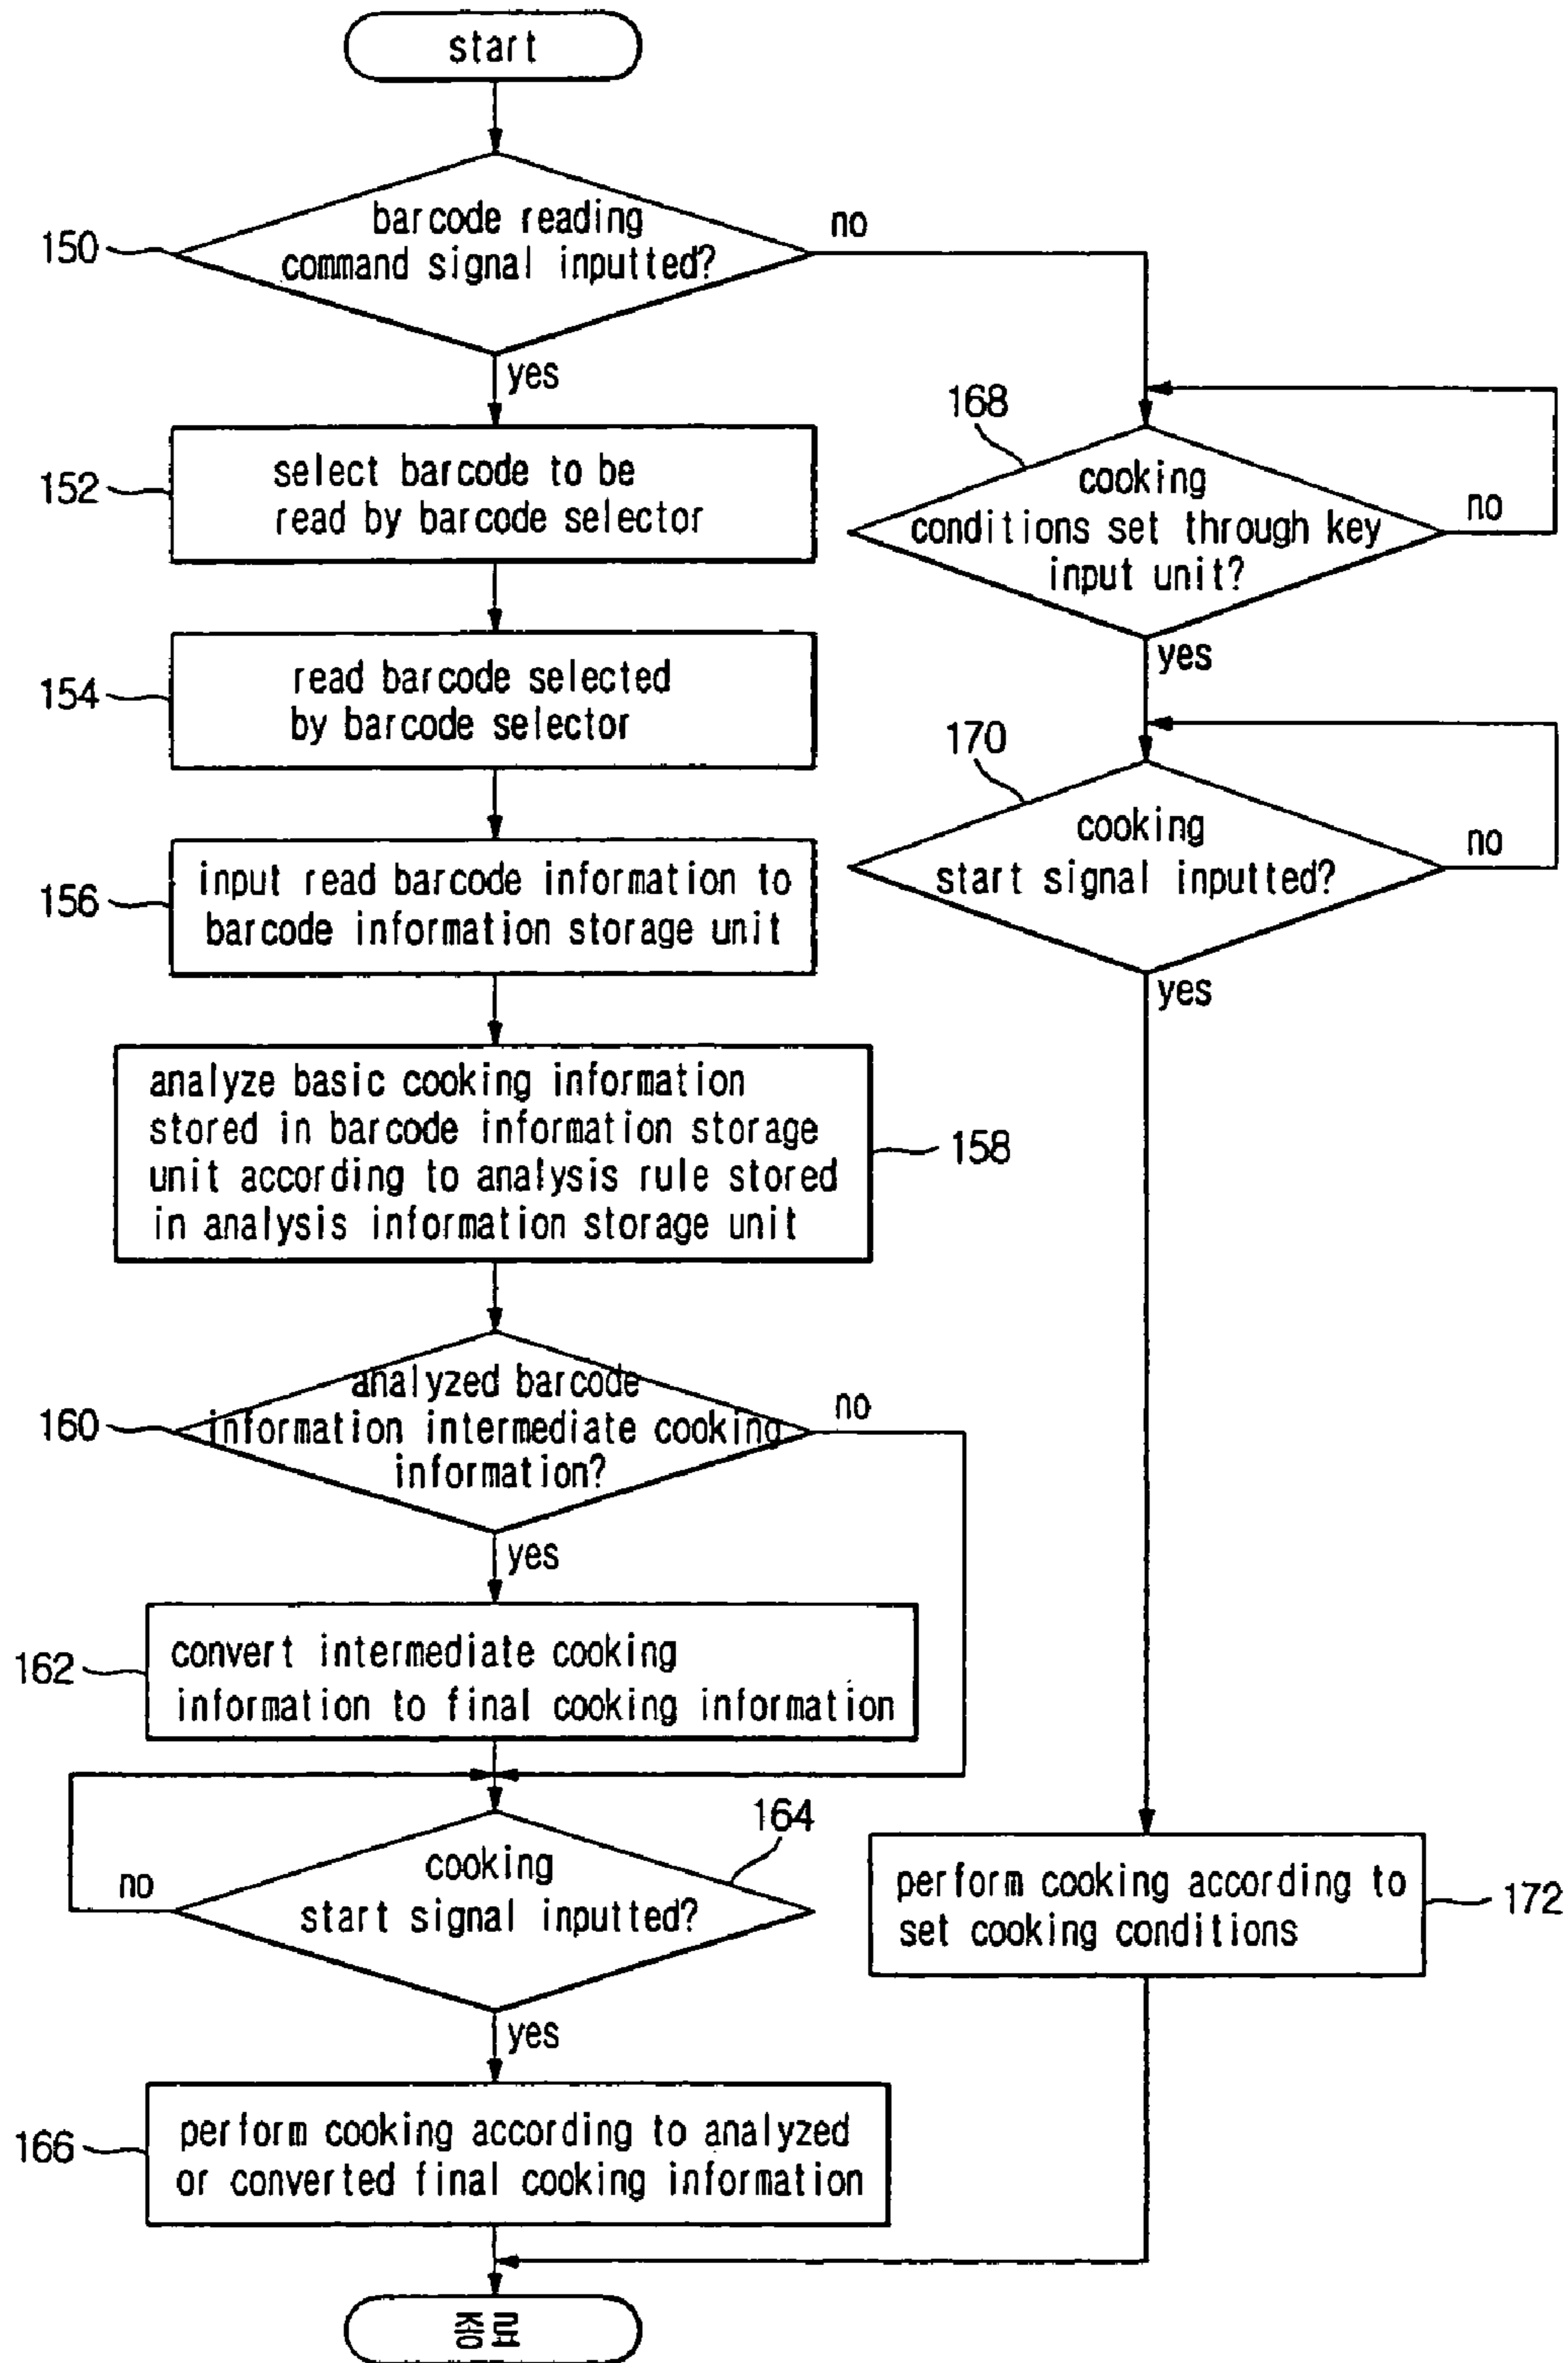 start
barcode reading
command signal inputted?
150
no
yes
select barcode to be
read by barcode selector
152
168
cooking
conditions set through key
input unit?
no
yes
read barcode selected
by barcode selector
154
170
cooking
start signal inputted?
no
yes
input read barcode information to
barcode information storage unit
156
analyze basic cooking information
stored in barcode information storage
unit according to analysis rule stored
in analysis information storage unit
158
analyzed barcode
information intermediate cooking
information?
160
no
yes
convert intermediate cooking
information to final cooking information
162
164
cooking
start signal inputted?
no
yes
perform cooking according to
set cooking conditions
172
perform cooking according to analyzed
or converted final cooking information
166
종료